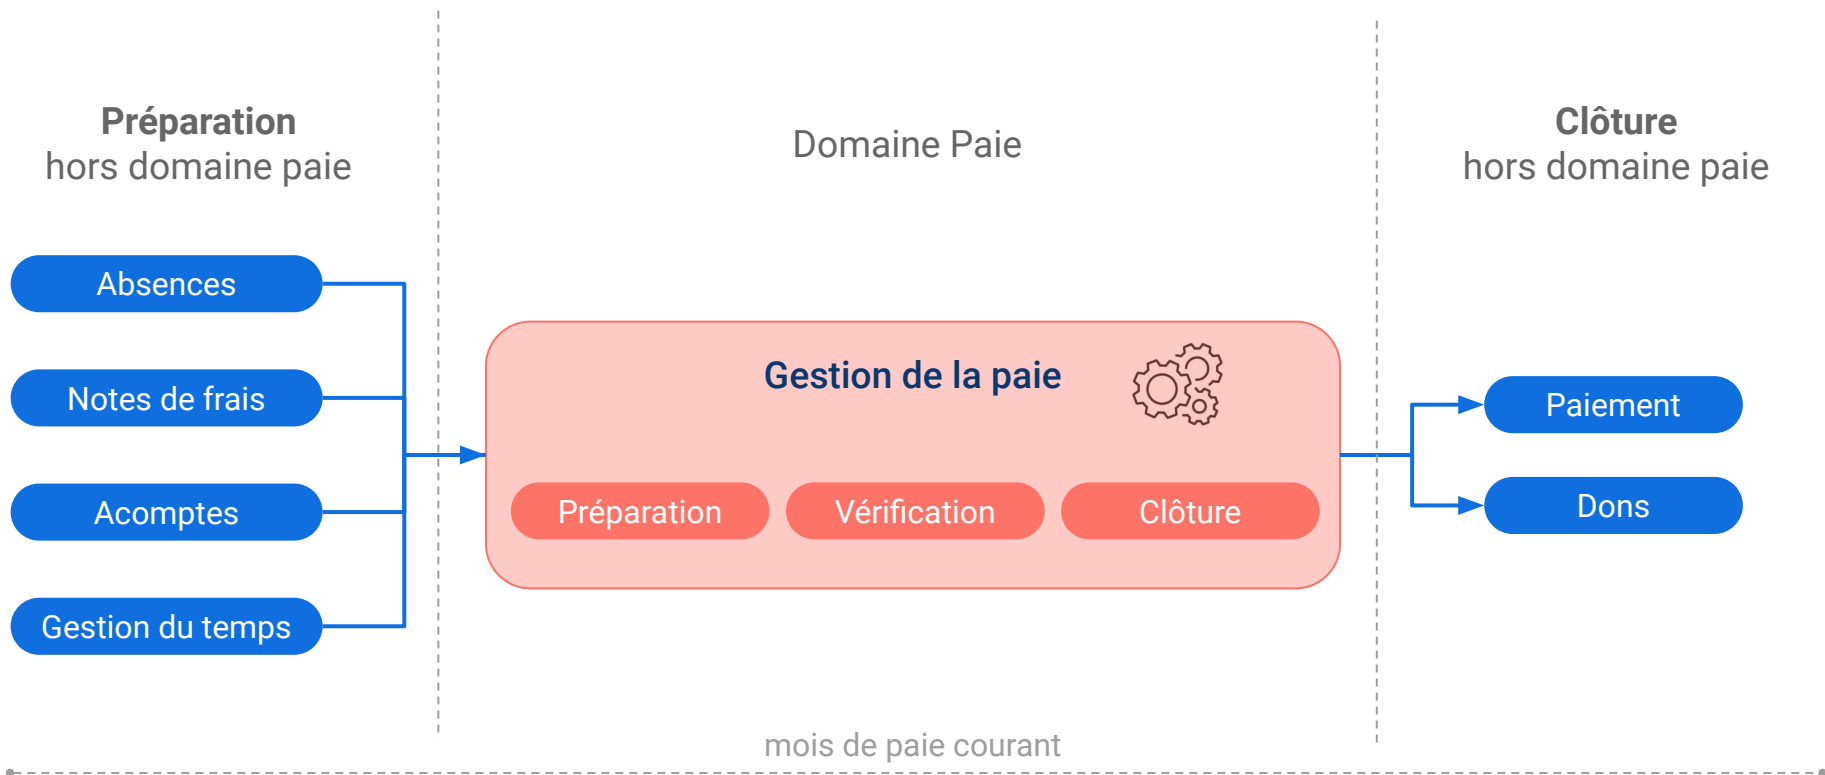 Préparation
hors domaine paie
Domaine Paie
Clôture
hors domaine paie
Absences
Notes de frais
Acomptes
Gestion du temps
Gestion de la paie
Préparation
Vérification
Clôture
Paiement
Dons
mois de paie courant